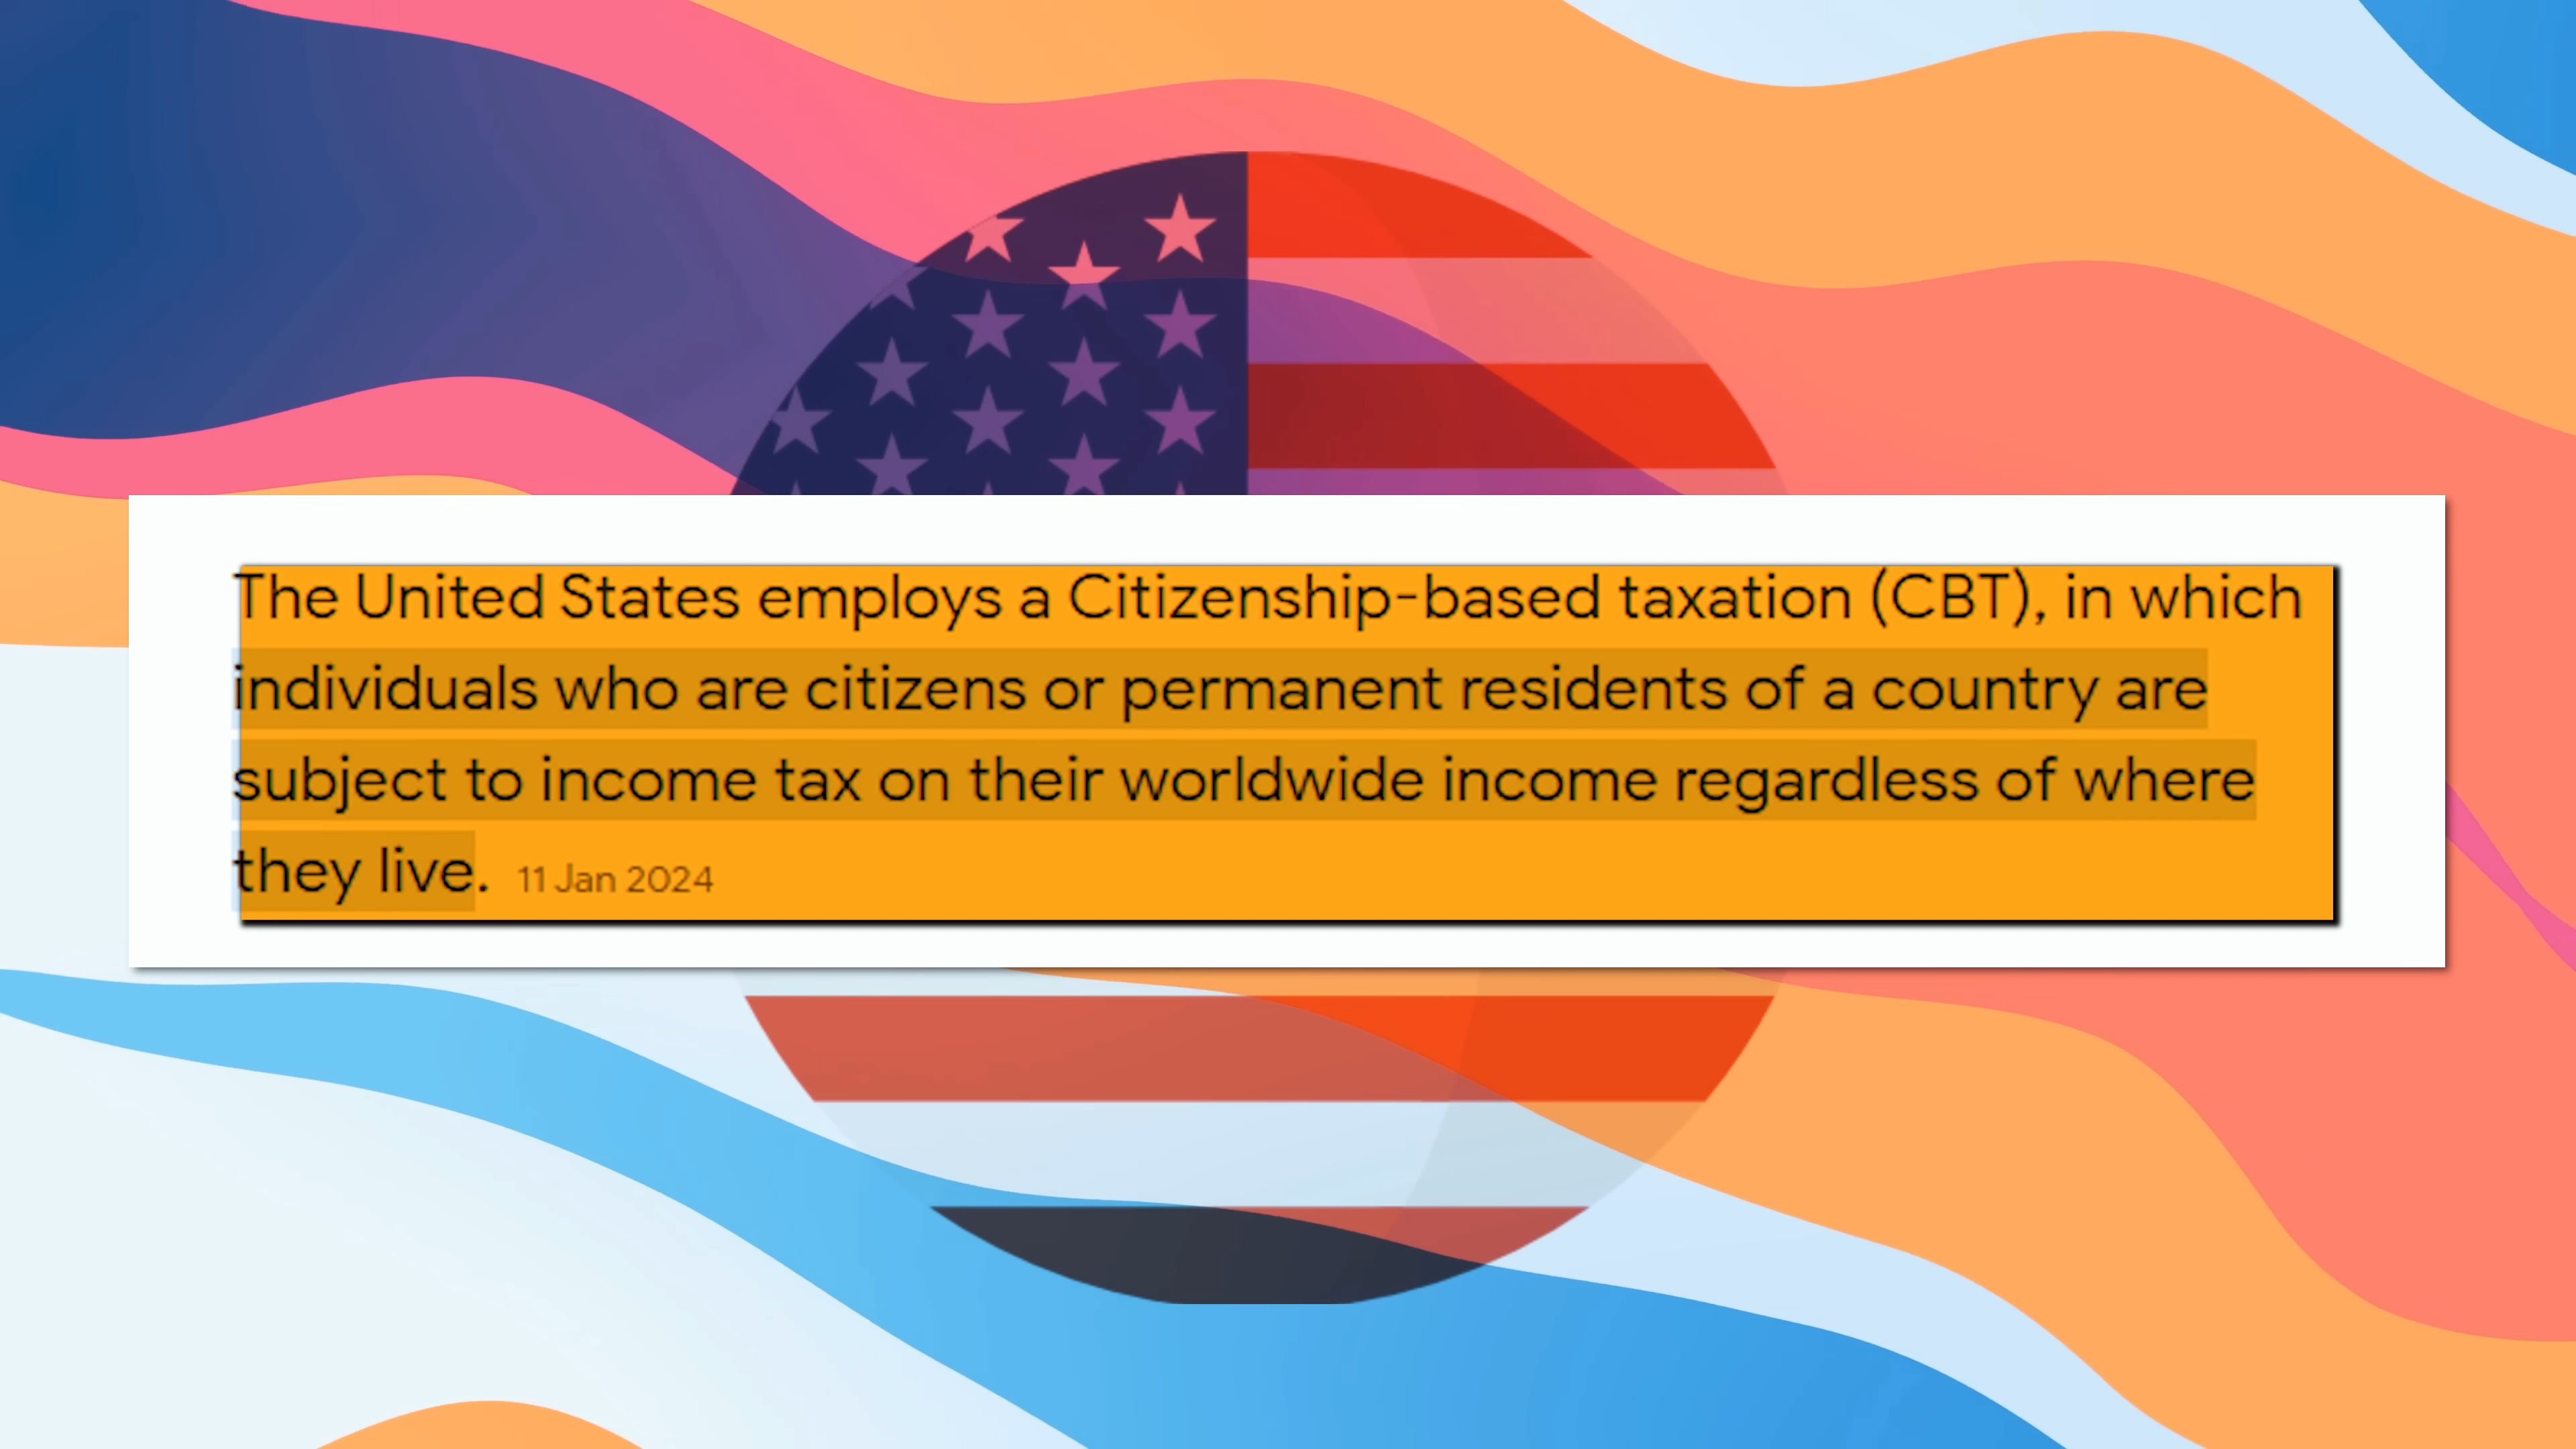 The United States employs a Citizenship-based taxation (CBT), in which
individuals who are citizens or permanent residents of a country are
subject to income tax on their worldwide income regardless of where
they live. 11 Jan 2024